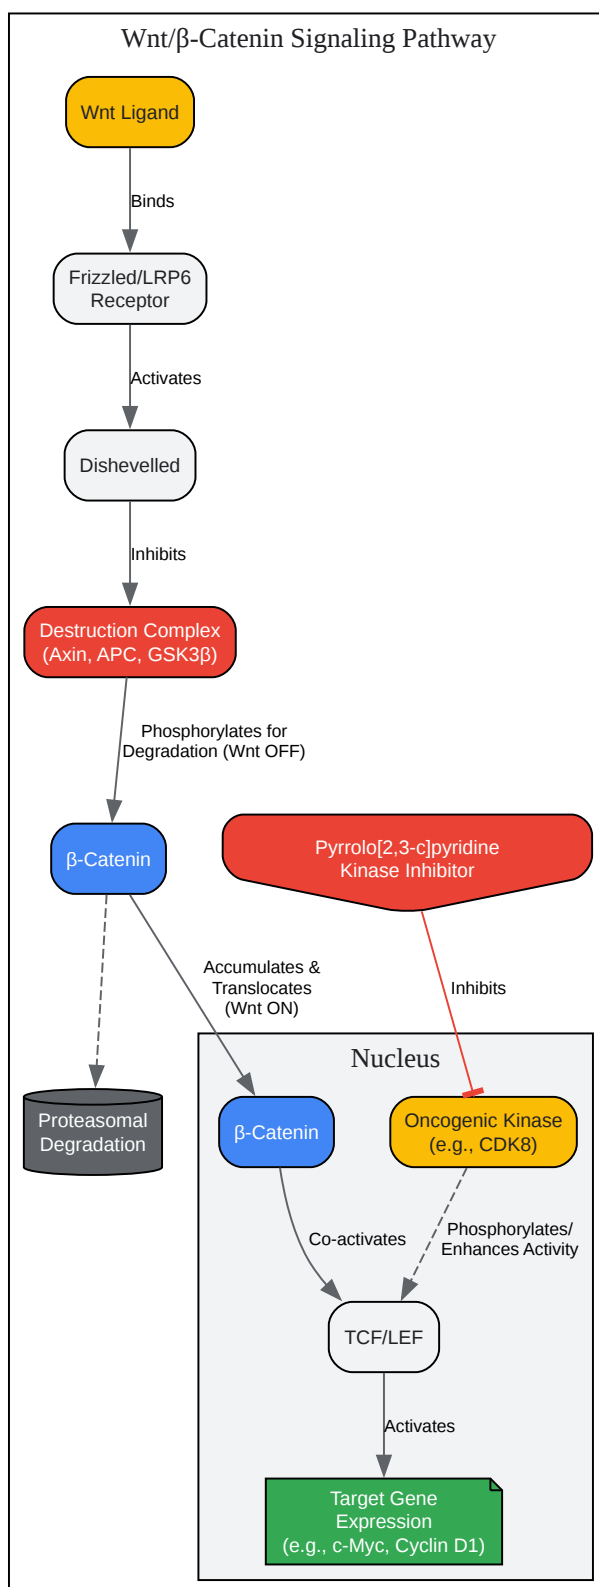 Wnt/β-Catenin Signaling Pathway
Wnt Ligand
Binds
Frizzled/LRP6
Receptor
Activates
Dishevelled
Inhibits
Destruction Complex
(Axin, APC, GSK3β)
Phosphorylates for
Degradation (Wnt OFF)
β-Catenin
Pyrrolo[2,3-c]pyridine
Kinase Inhibitor
Accumulates &
Translocates
(Wnt ON)
Inhibits
Nucleus
Proteasomal
Degradation
β-Catenin
Oncogenic Kinase
(e.g., CDK8)
Co-activates
Phosphorylates/
Enhances Activity
TCF/LEF
Activates
Target Gene
Expression
(e.g., c-Myc, Cyclin D1)